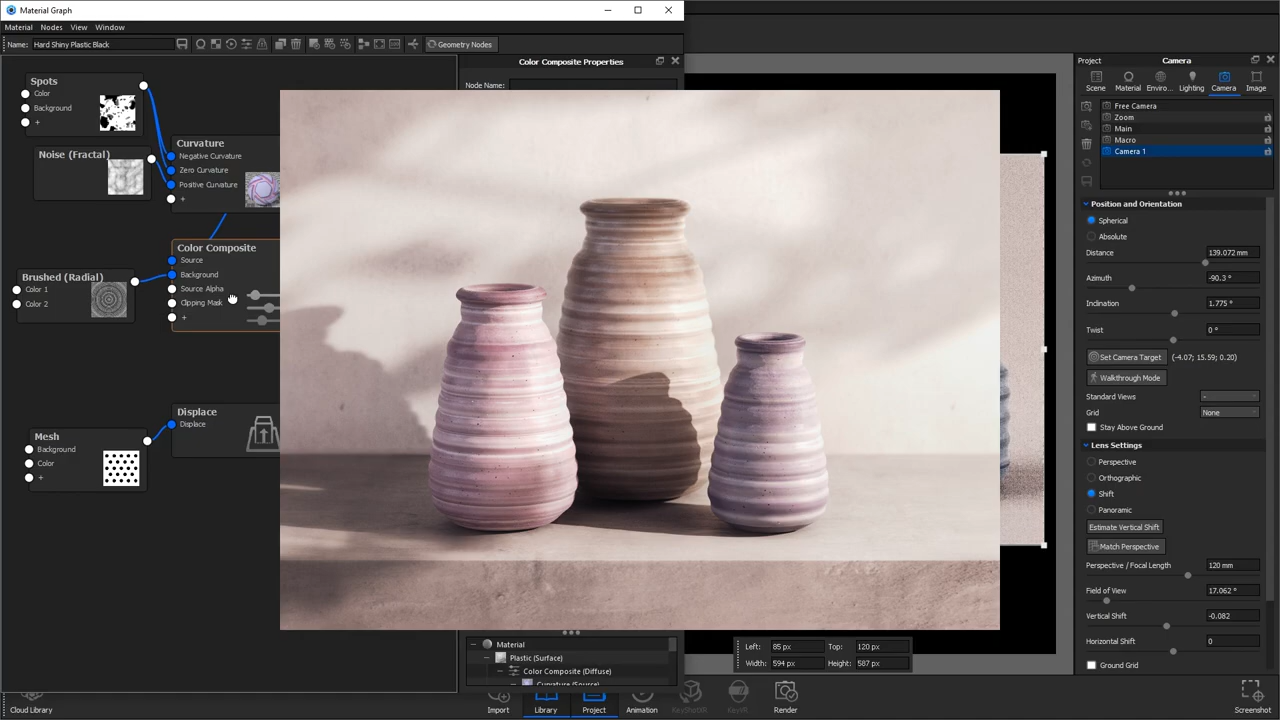 Material Graph
Material Nodes View Window
Name: Hard Shiny Plastic Black Geometry Nodes
Color Composite Properties
Node Name:
Spots
Color
Background
+
Noise (Fractal)
Curvature
Negative Curvature
Zero Curvature
Positive Curvature
+
Color Composite
Source
Background
Source Alpha
Clipping Mask
+
Brushed (Radial)
Color 1
Color 2
Displace
Displace
Mesh
Background
Color
+
Material
Plastic (Surface)
Color Composite (Diffuse)
Curvature (Source)
Left: 85 px Top: 120 px
Width: 594 px Height: 587 px
Project Camera
Scene Material Enviro... Lighting Camera Image
Free Camera
Zoom
Main
Macro
Camera 1
Position and Orientation
Spherical
Absolute
Distance 139.072 mm
Azimuth -90.3 °
Inclination 1.775 °
Twist 0 °
Set Camera Target (-4.07; 15.59; 0.20)
Walkthrough Mode
Standard Views -
Grid None
Stay Above Ground
Lens Settings
Perspective
Orthographic
Shift
Panoramic
Estimate Vertical Shift
Match Perspective
Perspective / Focal Length 120 mm
Field of View 17.062 °
Vertical Shift -0.082
Horizontal Shift 0
Ground Grid
Cloud Library Import Library Project Animation KeyShotXR KeyVR Render Screenshot